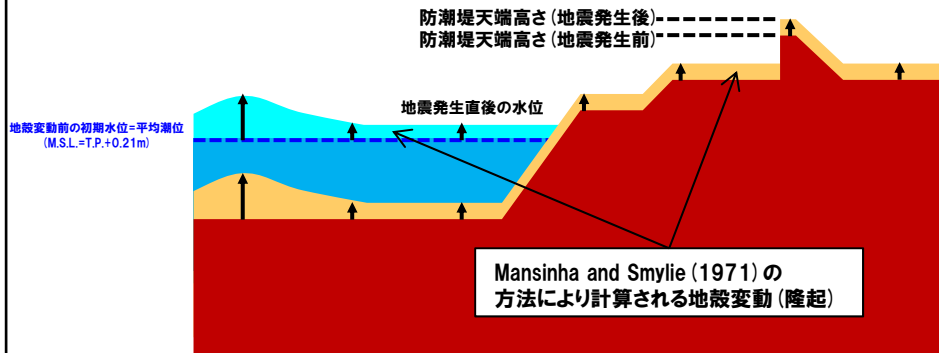 防潮堤天端高さ(地震発生後)
防潮堤天端高さ(地震発生前)
地震発生直後の水位
地殻変動前の初期水位=平均潮位
(M.S.L.=T.P.+0.21m)
Mansinha and Smylie(1971)の
方法により計算される地殻変動(隆起)